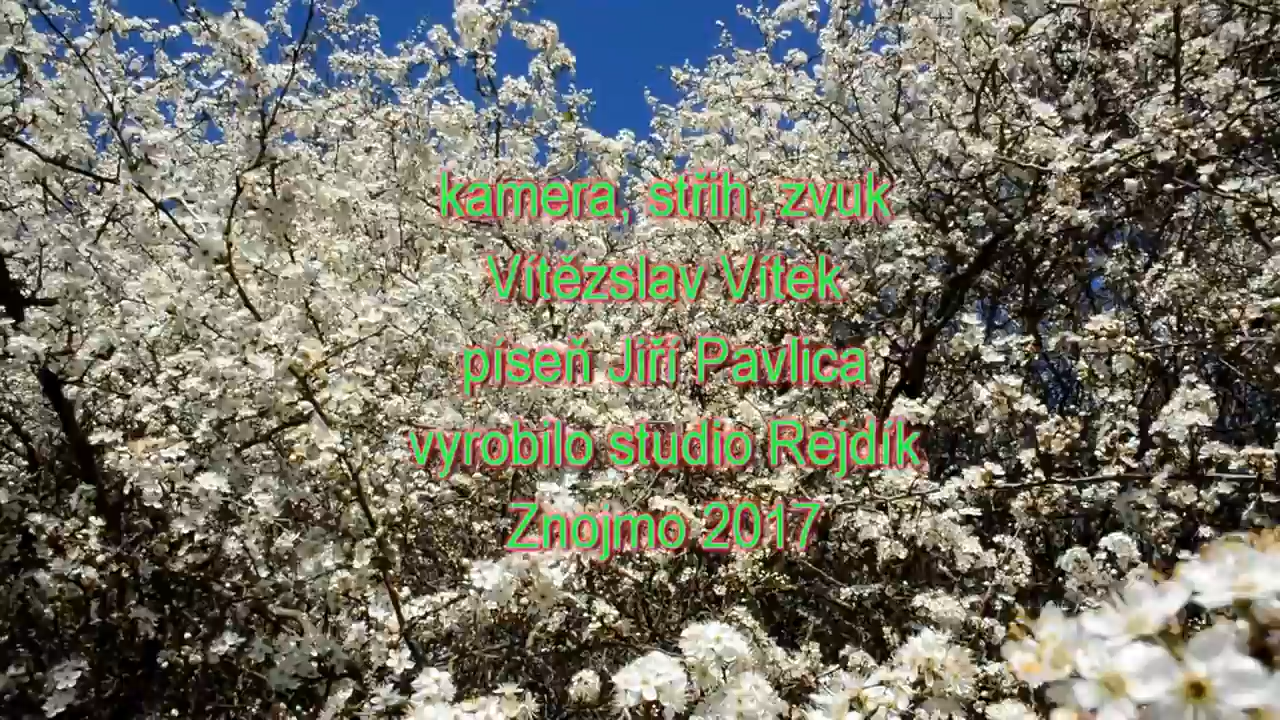 kamera, střih, zvuk
Vítězslav Vítek
píseň Jiří Pavlica
vyrobilo studio Rejdík
Znojmo 2017